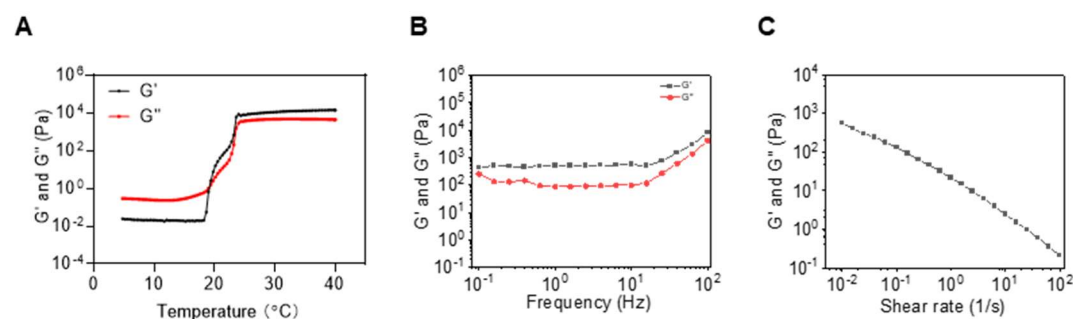 A
G' and G" (Pa)
10^6
10^4
10^2
10^0
10^-2
10^-4
G'
G"
0
10
20
30
40
Temperature (°C)
B
G' and G" (Pa)
10^6
10^5
10^4
10^3
10^2
10^1
10^0
10^-1
G'
G"
10^-1
10^0
10^1
10^2
Frequency (Hz)
C
G' and G" (Pa)
10^4
10^3
10^2
10^1
10^0
10^-1
10^-2
10^-1
10^0
10^1
10^2
Shear rate (1/s)